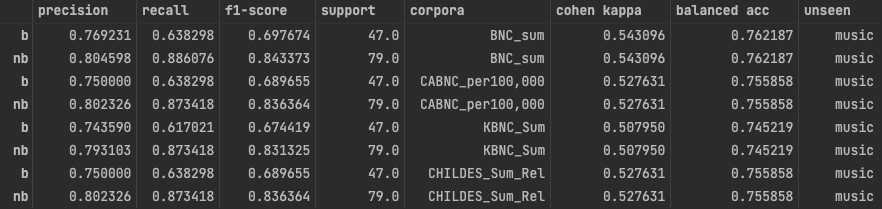 precision recall f1-score support corpora cohen kappa balanced acc unseen
b 0.769231 0.638298 0.697674 47.0 BNC_sum 0.543096 0.762187 music
nb 0.804598 0.886076 0.843373 79.0 BNC_sum 0.543096 0.762187 music
b 0.750000 0.638298 0.689655 47.0 CABNC_per100,000 0.527631 0.755858 music
nb 0.802326 0.873418 0.836364 79.0 CABNC_per100,000 0.527631 0.755858 music
b 0.743590 0.617021 0.674419 47.0 KBNC_Sum 0.507950 0.745219 music
nb 0.793103 0.873418 0.831325 79.0 KBNC_Sum 0.507950 0.745219 music
b 0.750000 0.638298 0.689655 47.0 CHILDES_Sum_Rel 0.527631 0.755858 music
nb 0.802326 0.873418 0.836364 79.0 CHILDES_Sum_Rel 0.527631 0.755858 music